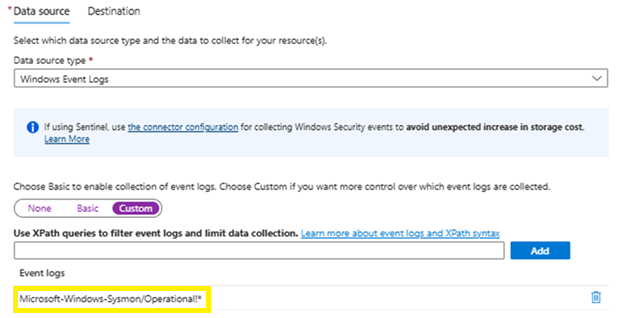 * Data source Destination
Select which data source type and the data to collect for your resource(s).
Data source type *
Windows Event Logs
If using Sentinel, use the connector configuration for collecting Windows Security events to avoid unexpected increase in storage cost.
Learn More
Choose Basic to enable collection of event logs. Choose Custom if you want more control over which event logs are collected.
None Basic Custom
Use XPath queries to filter event logs and limit data collection. Learn more about event logs and XPath syntax
Add
Event logs
Microsoft-Windows-Sysmon/Operational!*